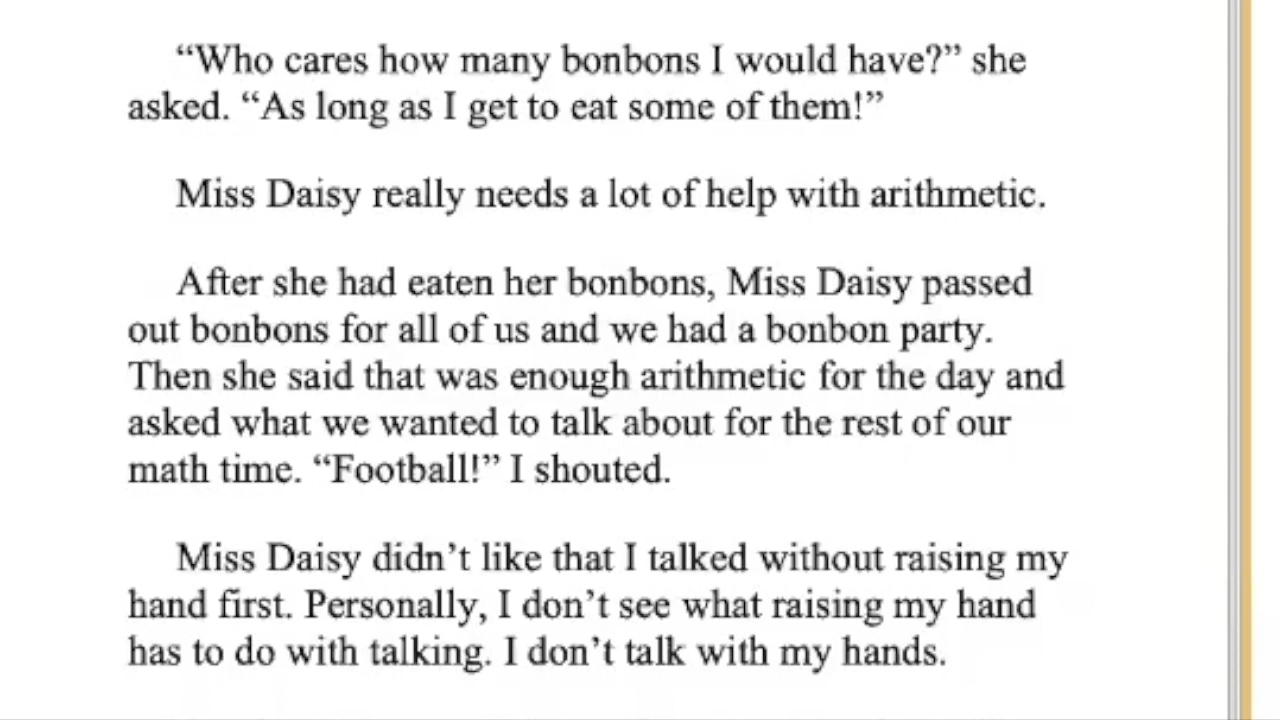 “Who cares how many bonbons I would have?” she
asked. “As long as I get to eat some of them!”
Miss Daisy really needs a lot of help with arithmetic.
After she had eaten her bonbons, Miss Daisy passed
out bonbons for all of us and we had a bonbon party.
Then she said that was enough arithmetic for the day and
asked what we wanted to talk about for the rest of our
math time. “Football!” I shouted.
Miss Daisy didn’t like that I talked without raising my
hand first. Personally, I don’t see what raising my hand
has to do with talking. I don’t talk with my hands.